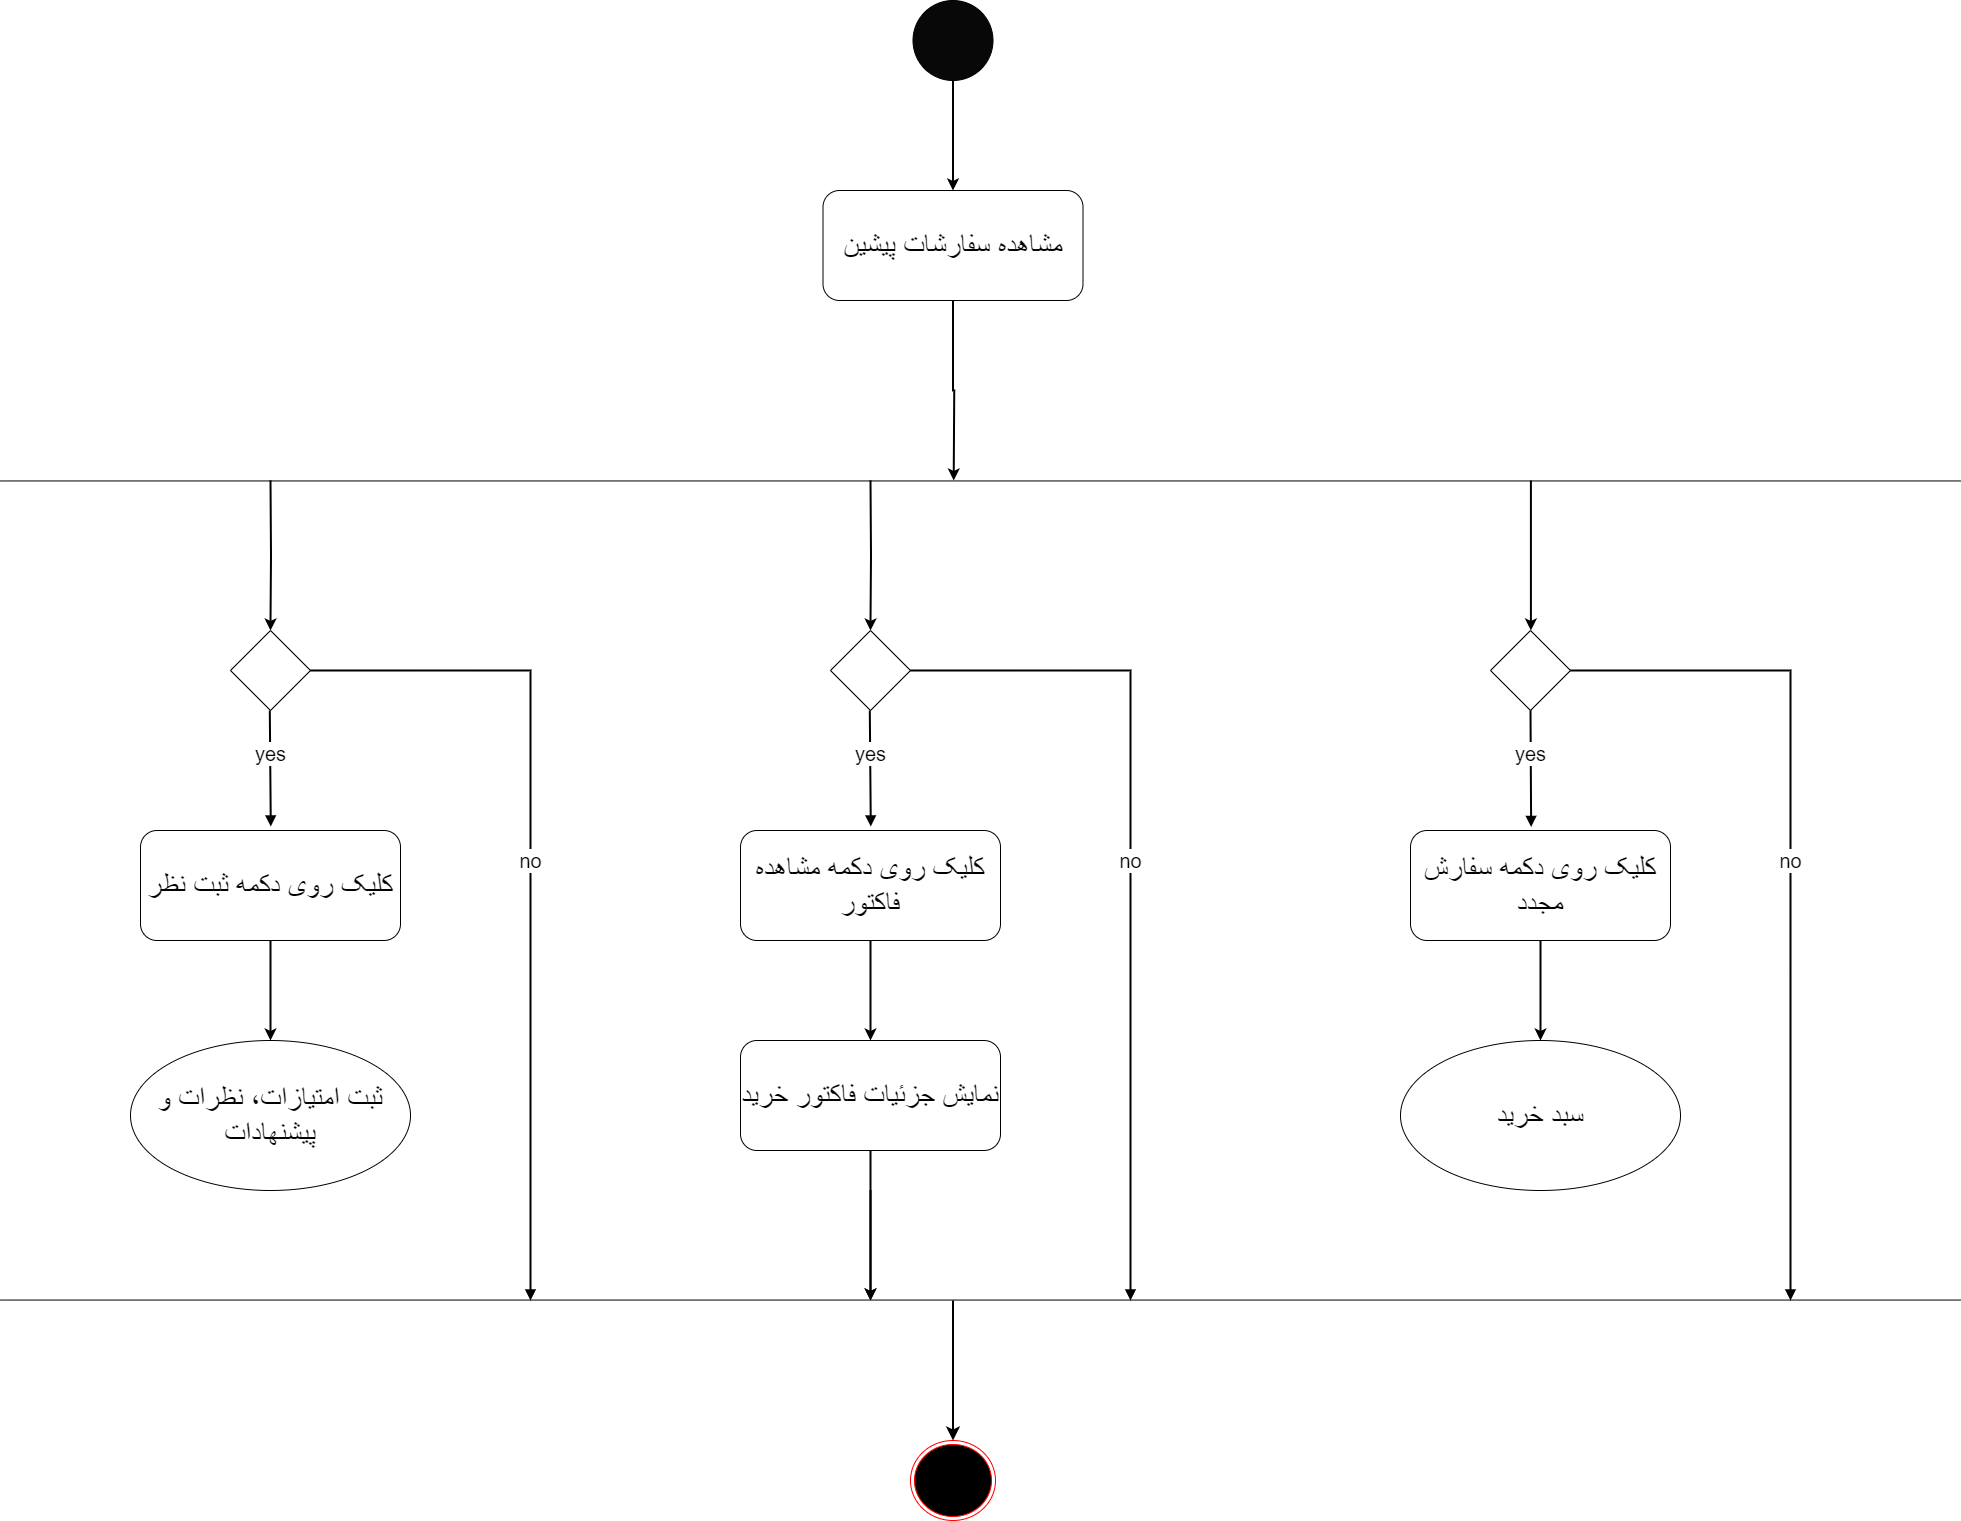 مشاهده سفارشات پیشین
yes
yes
yes
کلیک روی دکمه ثبت نظر
no
کلیک روی دکمه مشاهده
فاکتور
no
کلیک روی دکمه سفارش
مجدد
no
ثبت امتیازات، نظرات و
پیشنهادات
نمایش جزئیات فاکتور خرید
سبد خرید